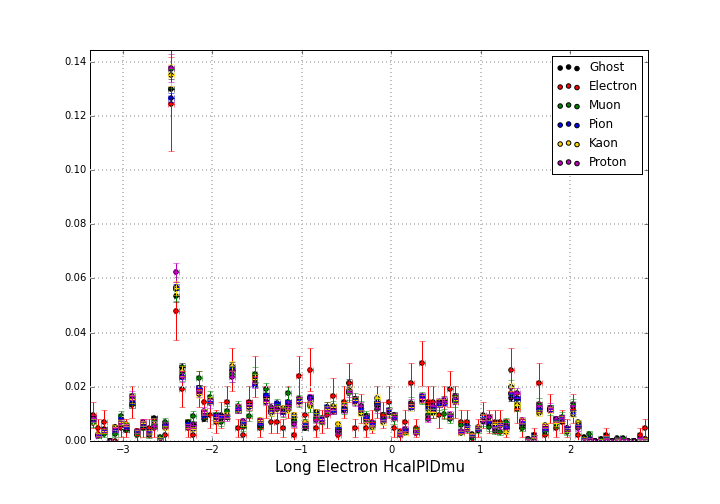 0.14
0.12
0.10
0.08
0.06
0.04
0.02
0.00
−3
−2
−1
0
1
2
Long Electron HcalPIDmu
Ghost
Electron
Muon
Pion
Kaon
Proton